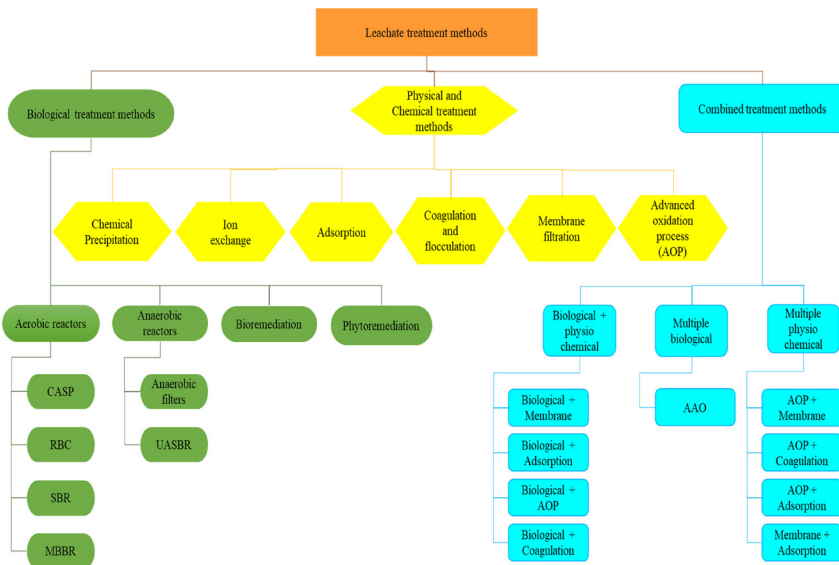 Leachate treatment methods
Biological treatment methods
Physical and
Chemical treatment
methods
Combined treatment methods
Chemical
Precipitation
Ion
exchange
Adsorption
Coagulation
and
flocculation
Membrane
filtration
Advanced
oxidation
process
(AOP)
Aerobic reactors
Anaerobic
reactors
Bioremediation
Phytoremediation
Biological +
physio
chemical
Multiple
biological
Multiple
physio
chemical
CASP
RBC
SBR
MBBR
Anaerobic
filters
UASBR
Biological +
Membrane
Biological +
Adsorption
Biological +
AOP
Biological +
Coagulation
AAO
AOP +
Membrane
AOP +
Coagulation
AOP +
Adsorption
Membrane +
Adsorption